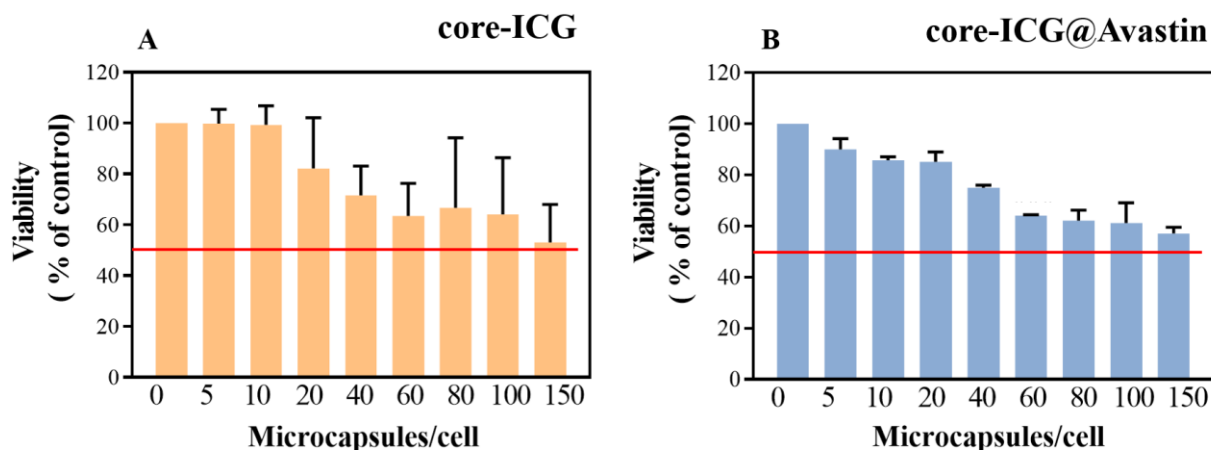 A
core-ICG
120
100
80
60
40
20
0
Viability
( % of control)
0 5 10 20 40 60 80 100 150
Microcapsules/cell
B
core-ICG@Avastin
120
100
80
60
40
20
0
Viability
( % of control)
0 5 10 20 40 60 80 100 150
Microcapsules/cell